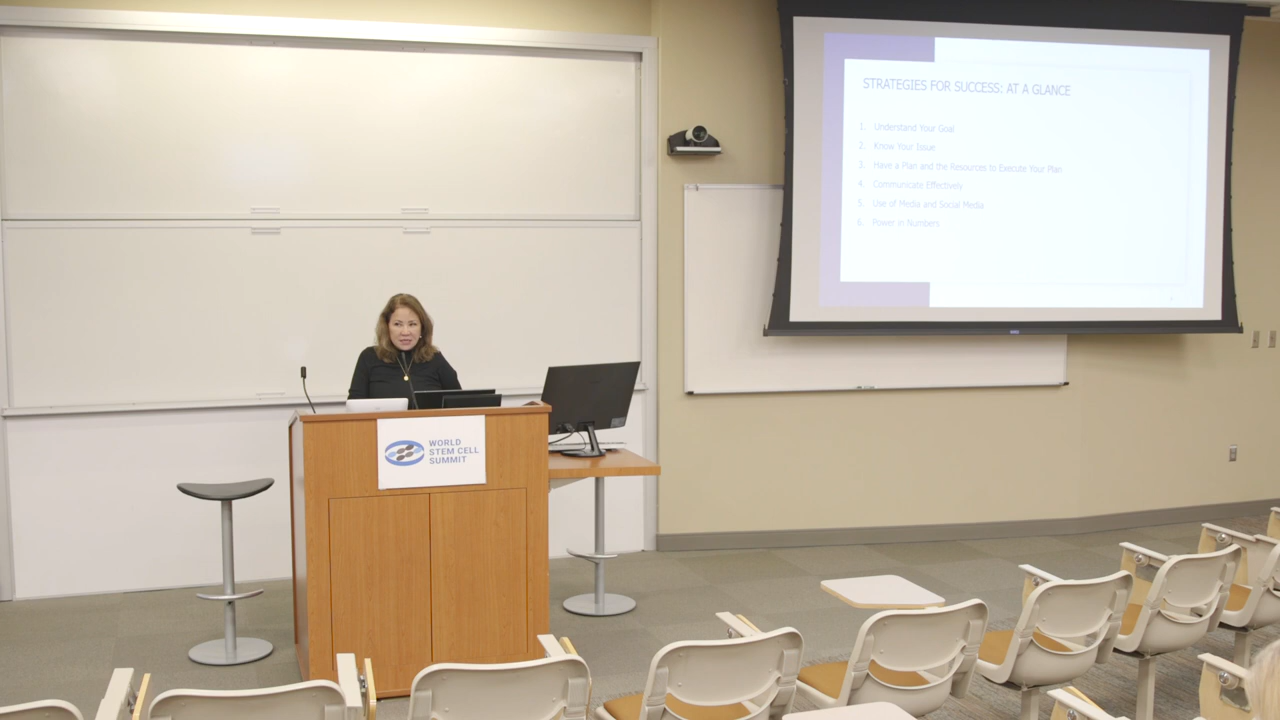 STRATEGIES FOR SUCCESS: AT A GLANCE
1. Understand Your Goal
2. Know Your Issue
3. Have a Plan and the Resources to Execute Your Plan
4. Communicate Effectively
5. Use of Media and Social Media
6. Power in Numbers
WORLD
STEM CELL
SUMMIT